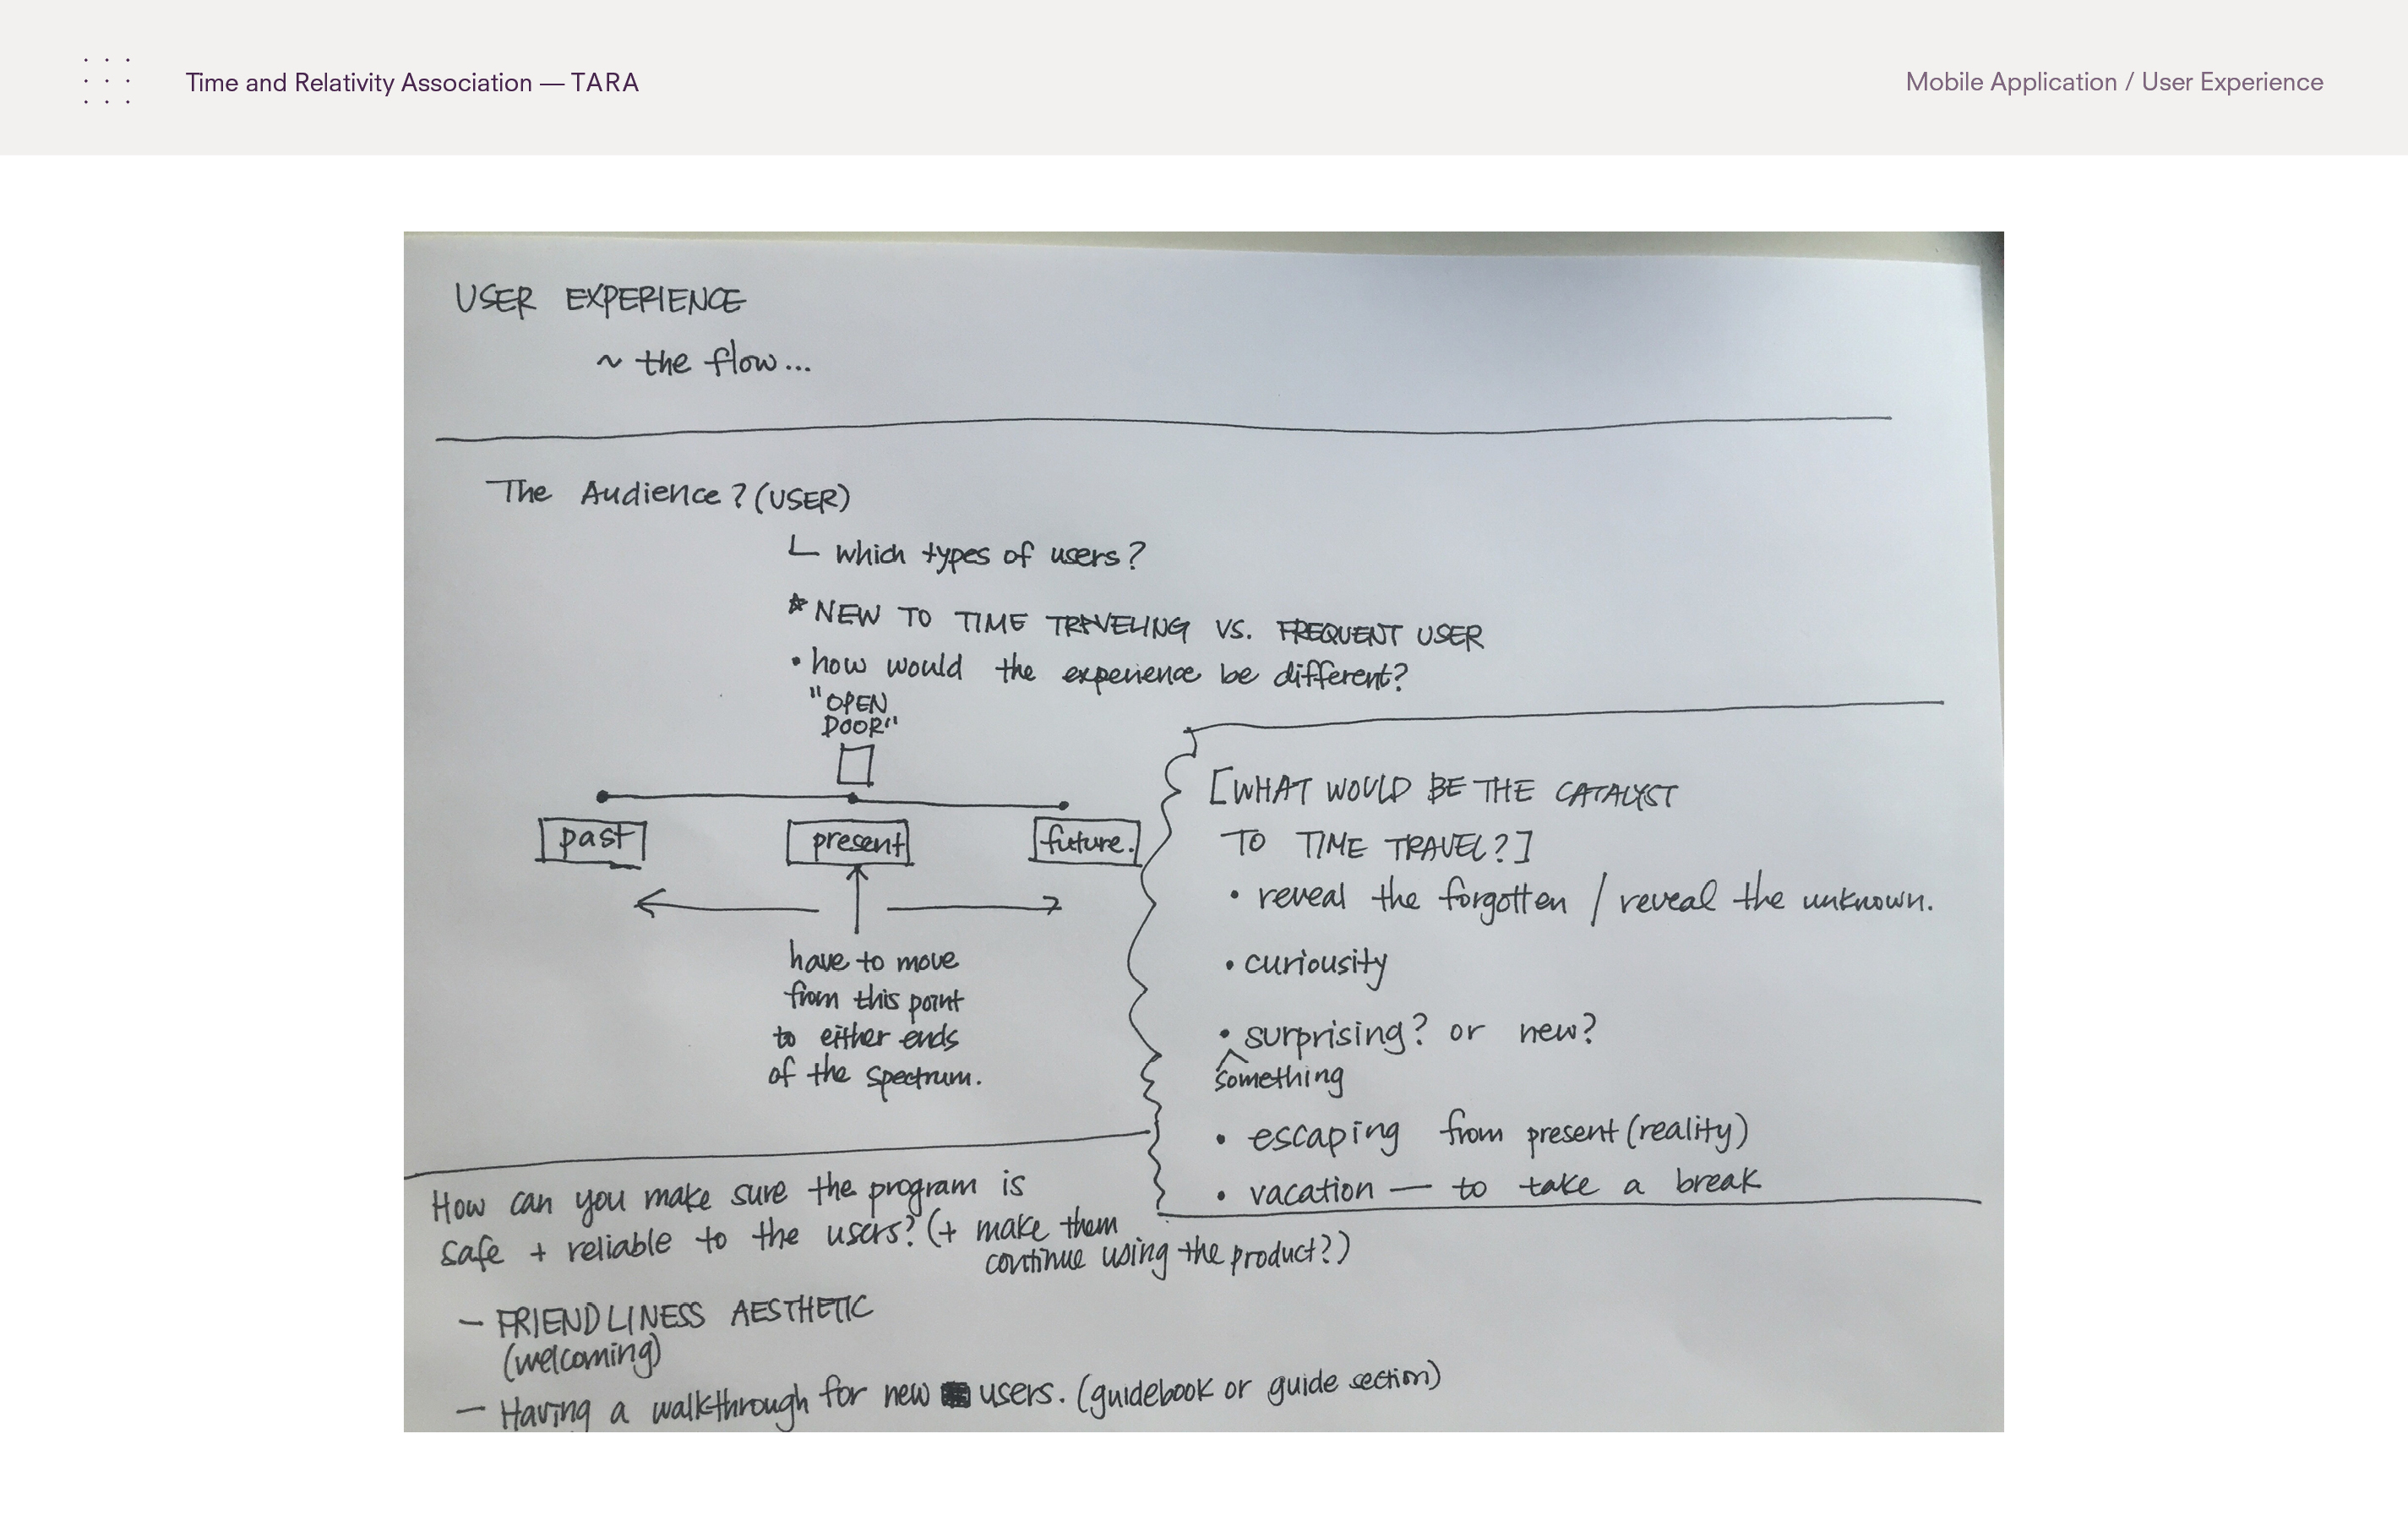 Time and Relativity Association — TARA
Mobile Application / User Experience
USER EXPERIENCE
~ the flow...
The Audience? (USER)
which types of users?
* NEW TO TIME TRAVELING VS. FREQUENT USER
• how would the experience be different?
"OPEN
DOOR"
past
present
future.
have to move
from this point
to either ends
of the spectrum.
[WHAT WOULD BE THE CATALYST
TO TIME TRAVEL?]
• reveal the forgotten / reveal the unknown.
• curiousity
• surprising? or new?
something
• escaping from present (reality)
• vacation — to take a break
How can you make sure the program is
safe + reliable to the users? (+ make them
continue using the product?)
— FRIENDLINESS AESTHETIC
(welcoming)
— Having a walkthrough for new users. (guidebook or guide section)